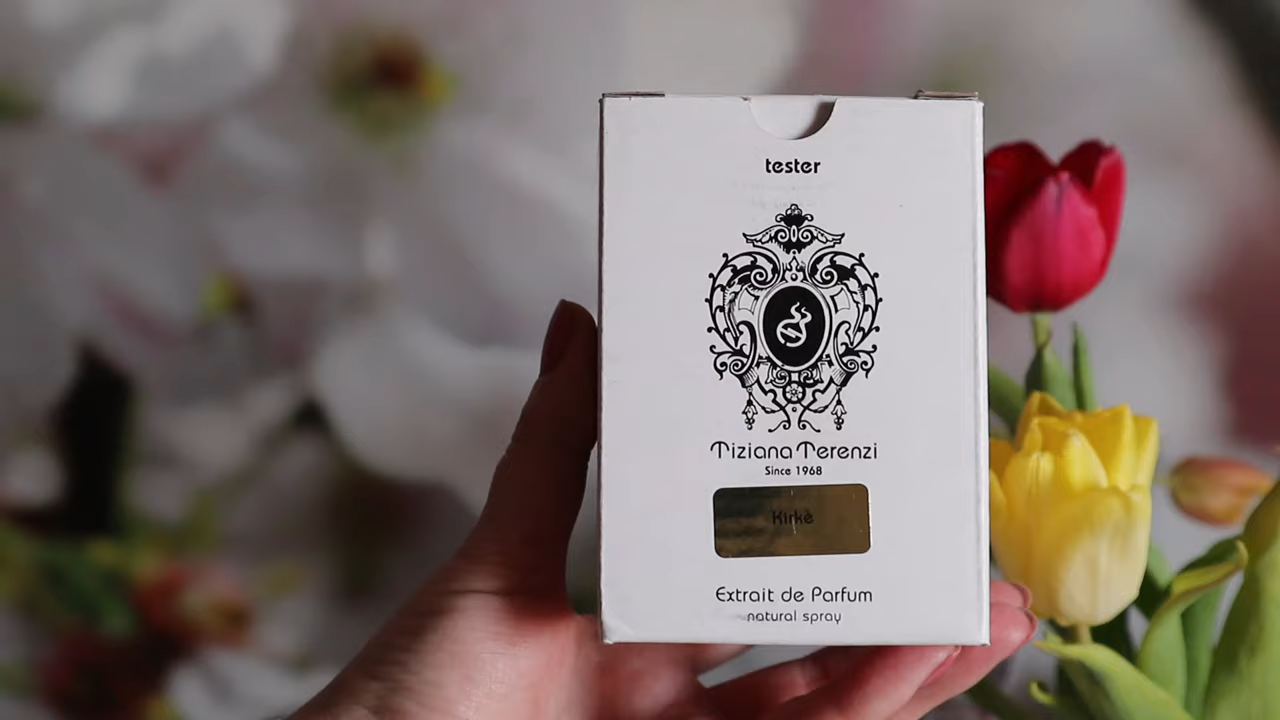 tester
Tiziana Terenzi
Since 1968
Kirkè
Extrait de Parfum
natural spray